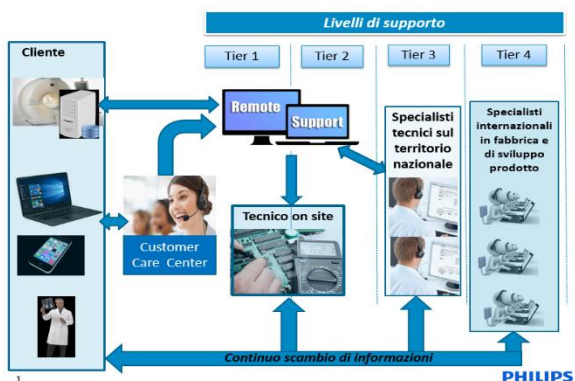 Livelli di supporto
Cliente
Tier 1
Tier 2
Tier 3
Tier 4
Remote
Support
Specialisti
tecnici sul
territorio
nazionale
Specialisti
internazionali
in fabbrica e
di sviluppo
prodotto
Customer
Care Center
Tecnico on site
Continuo scambio di informazioni
1
PHILIPS